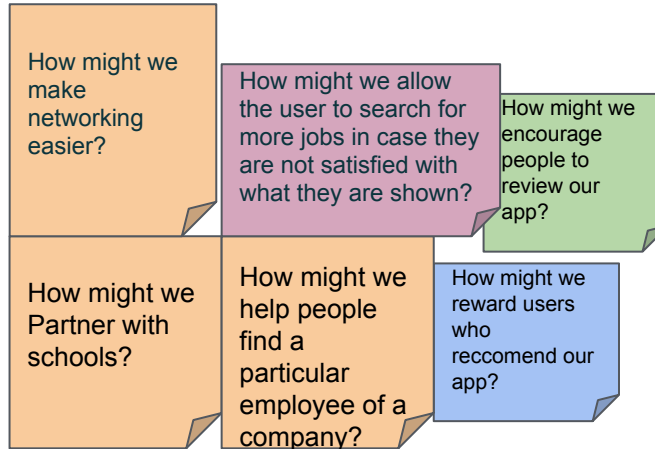 How might we
make
networking
easier?
How might we allow
the user to search for
more jobs in case they
are not satisfied with
what they are shown?
How might we
encourage
people to
review our
app?
How might we
Partner with
schools?
How might we
help people
find a
particular
employee of a
company?
How might we
reward users
who
reccomend our
app?